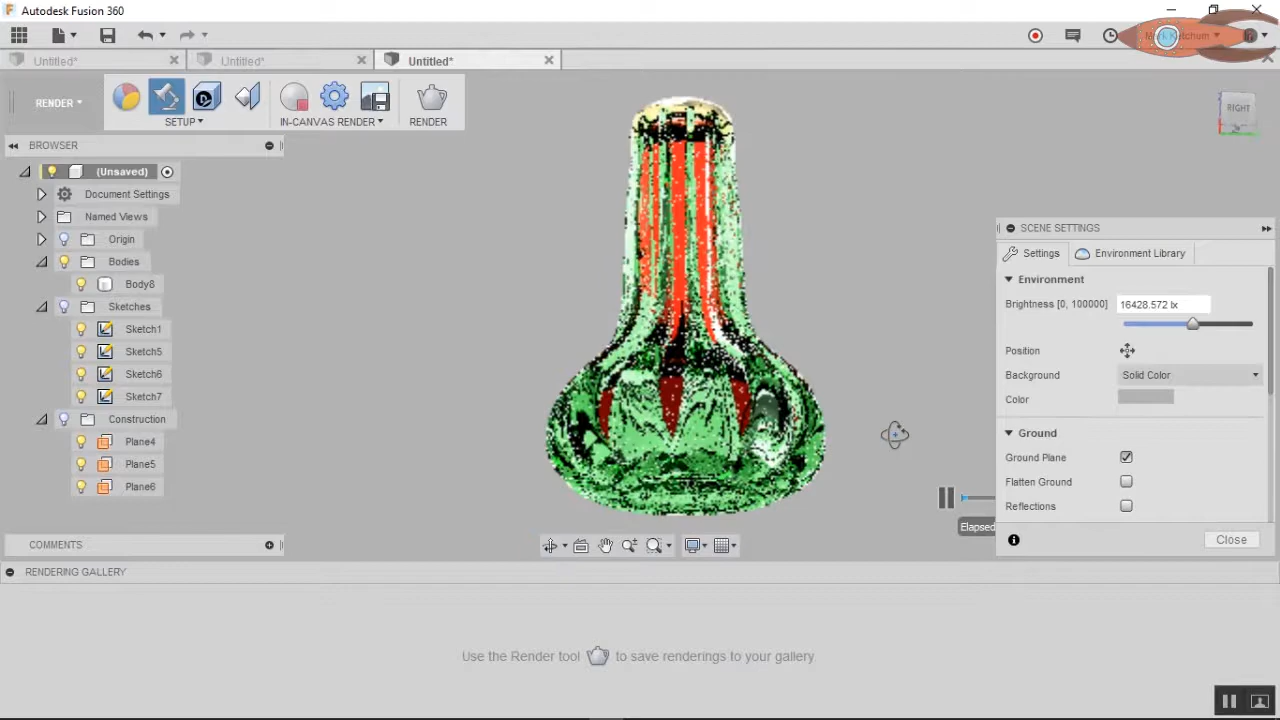 Autodesk Fusion 360
Mark Ketchum
Untitled*
Untitled*
Untitled*
RENDER
SETUP
IN-CANVAS RENDER
RENDER
RIGHT
BROWSER
(Unsaved)
Document Settings
Named Views
Origin
Bodies
Body8
Sketches
Sketch1
Sketch5
Sketch6
Sketch7
Construction
Plane4
Plane5
Plane6
SCENE SETTINGS
Settings
Environment Library
Environment
Brightness [0, 100000]
16428.572 lx
Position
Background
Solid Color
Color
Ground
Ground Plane
Flatten Ground
Reflections
Elapsed
Close
COMMENTS
RENDERING GALLERY
Use the Render tool to save renderings to your gallery